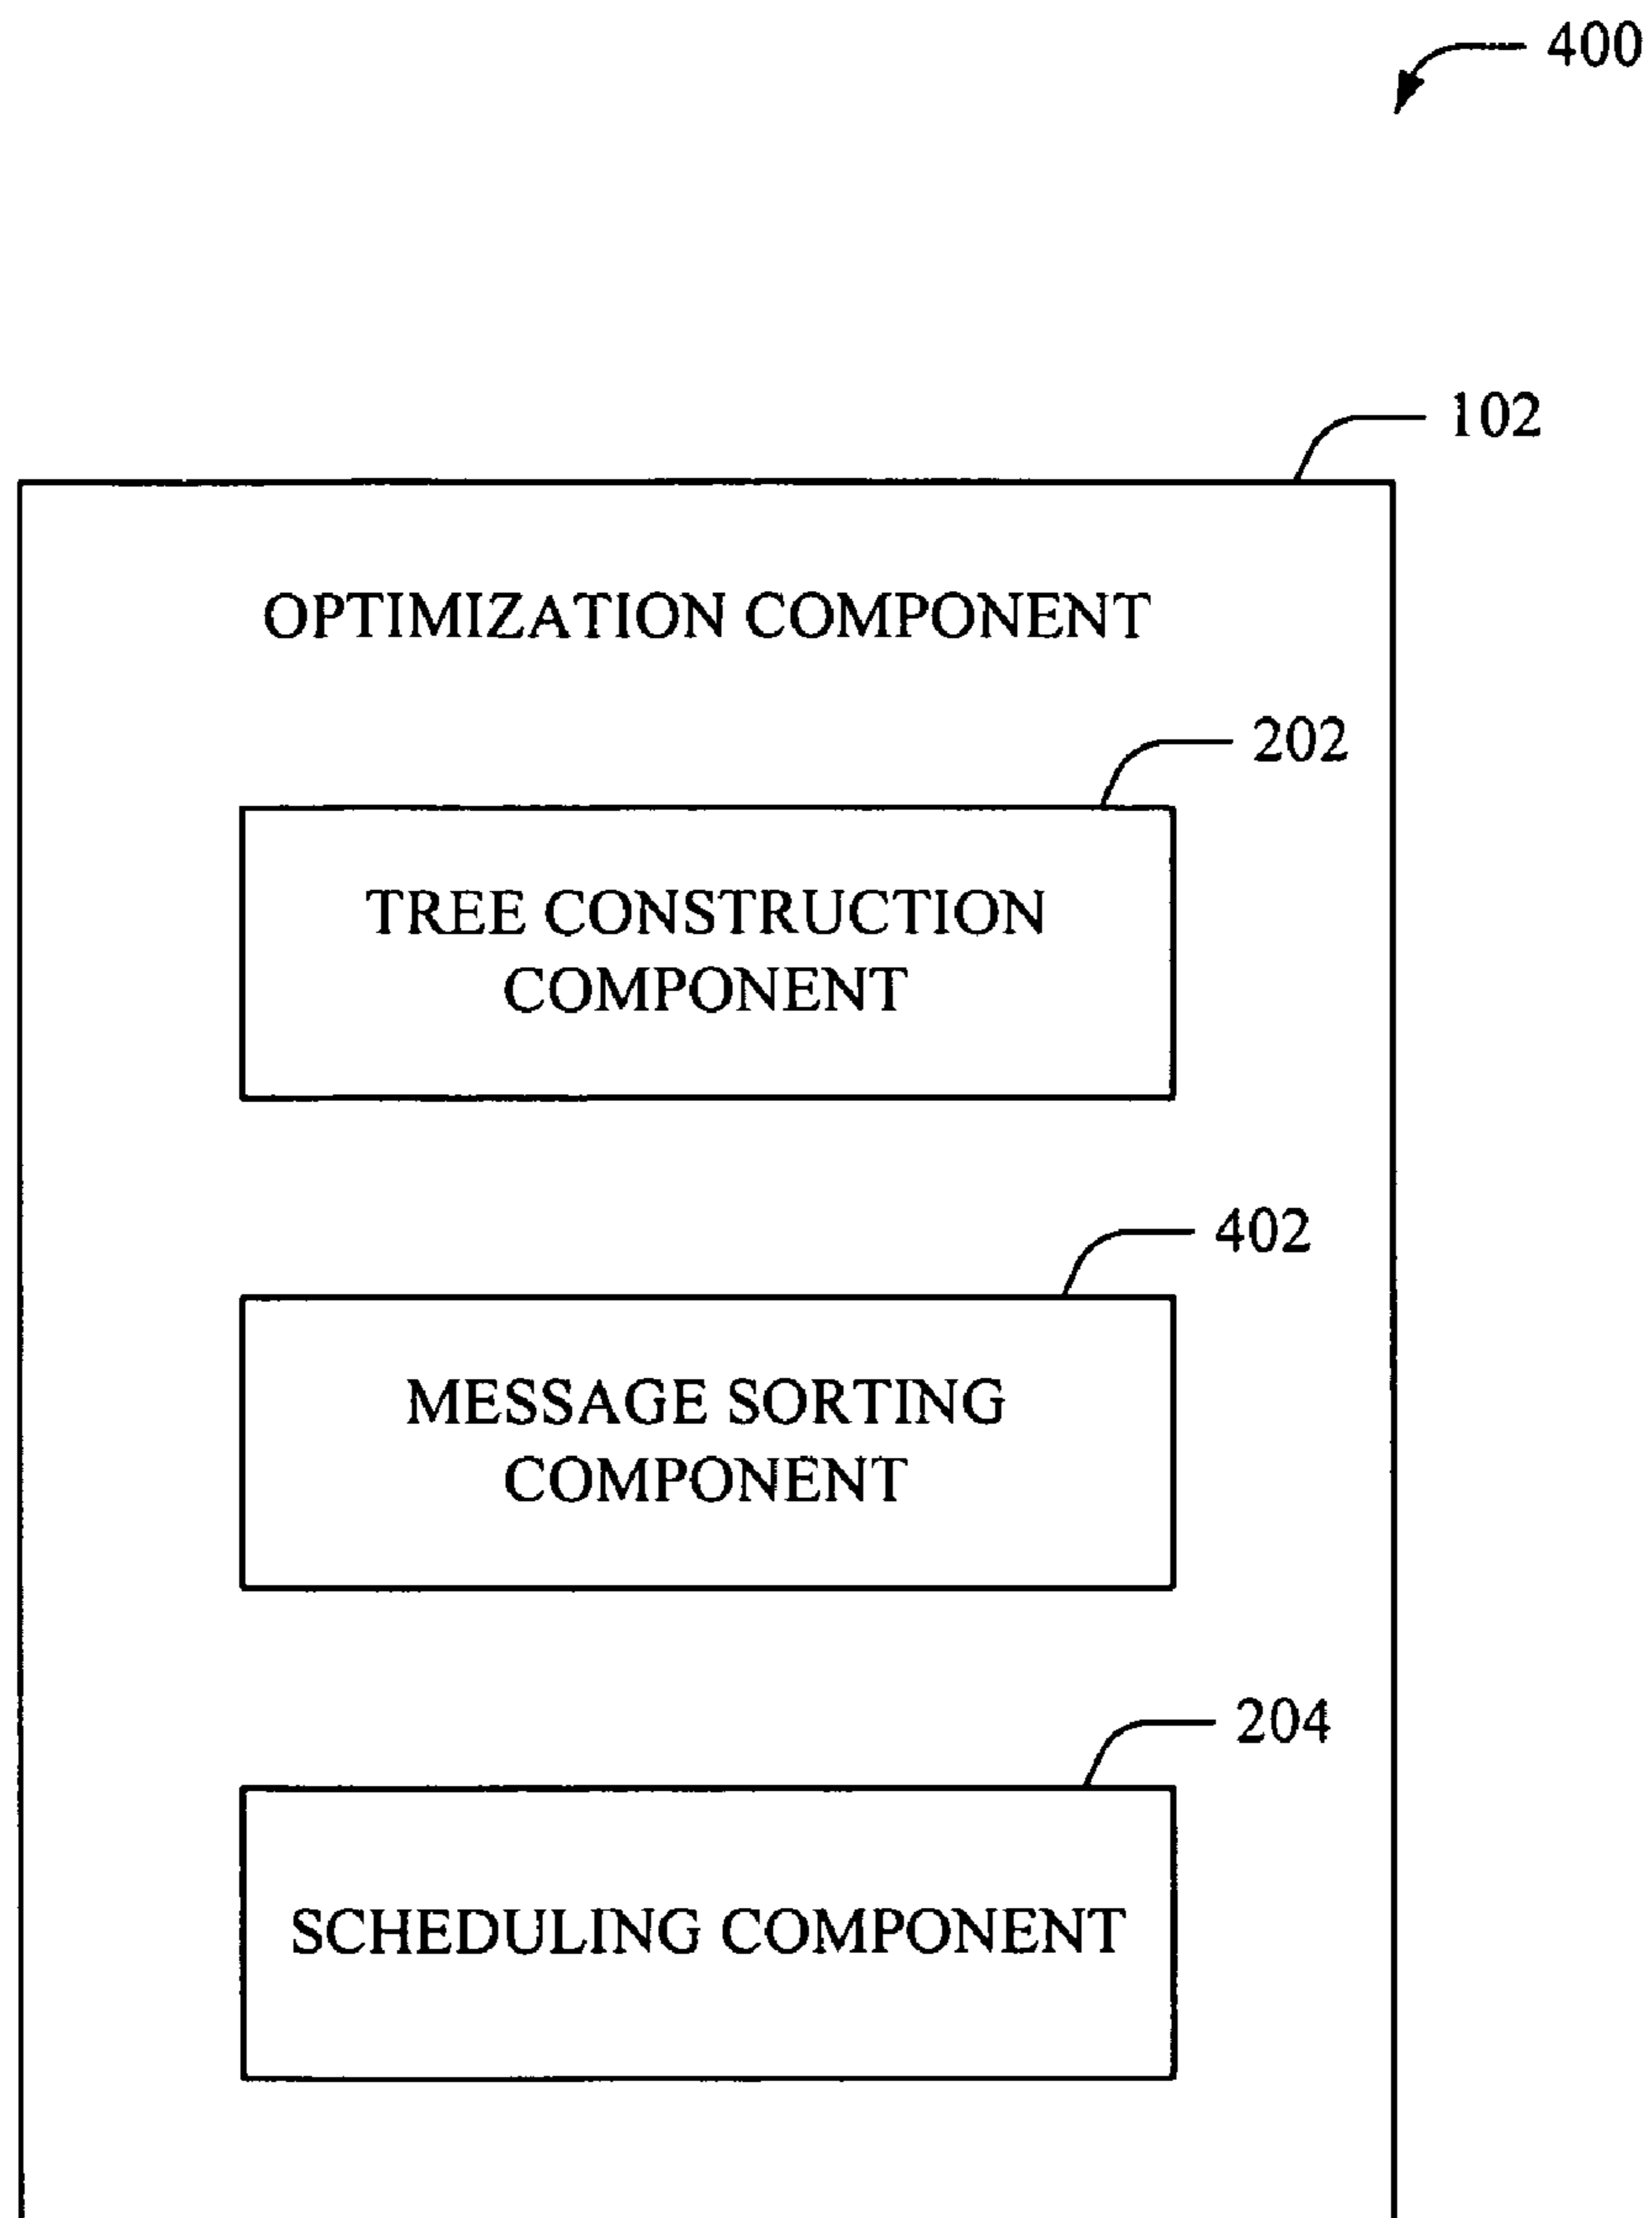 400
102
OPTIMIZATION COMPONENT
202
TREE CONSTRUCTION
COMPONENT
402
MESSAGE SORTING
COMPONENT
204
SCHEDULING COMPONENT